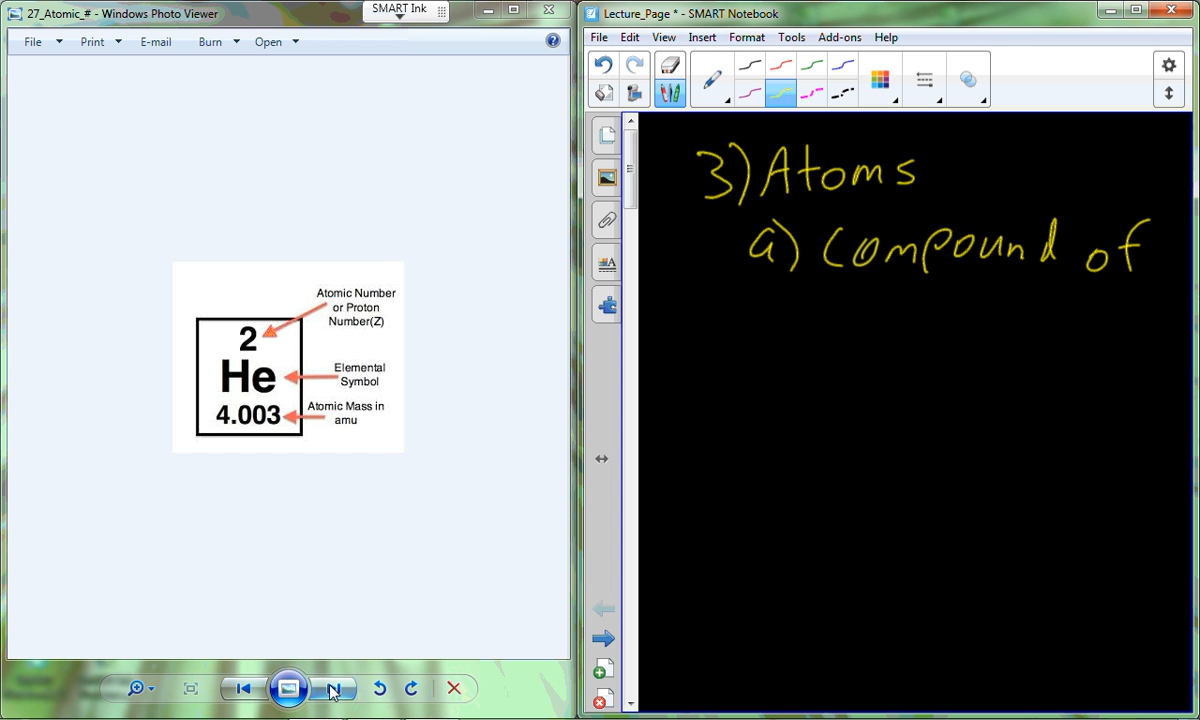 27_Atomic_# - Windows Photo Viewer
SMART Ink
File Print E-mail Burn Open
Atomic Number
or Proton
Number(Z)
2
He
Elemental
Symbol
4.003
Atomic Mass in
amu
Lecture_Page * - SMART Notebook
File Edit View Insert Format Tools Add-ons Help
3) Atoms
a) Compound of